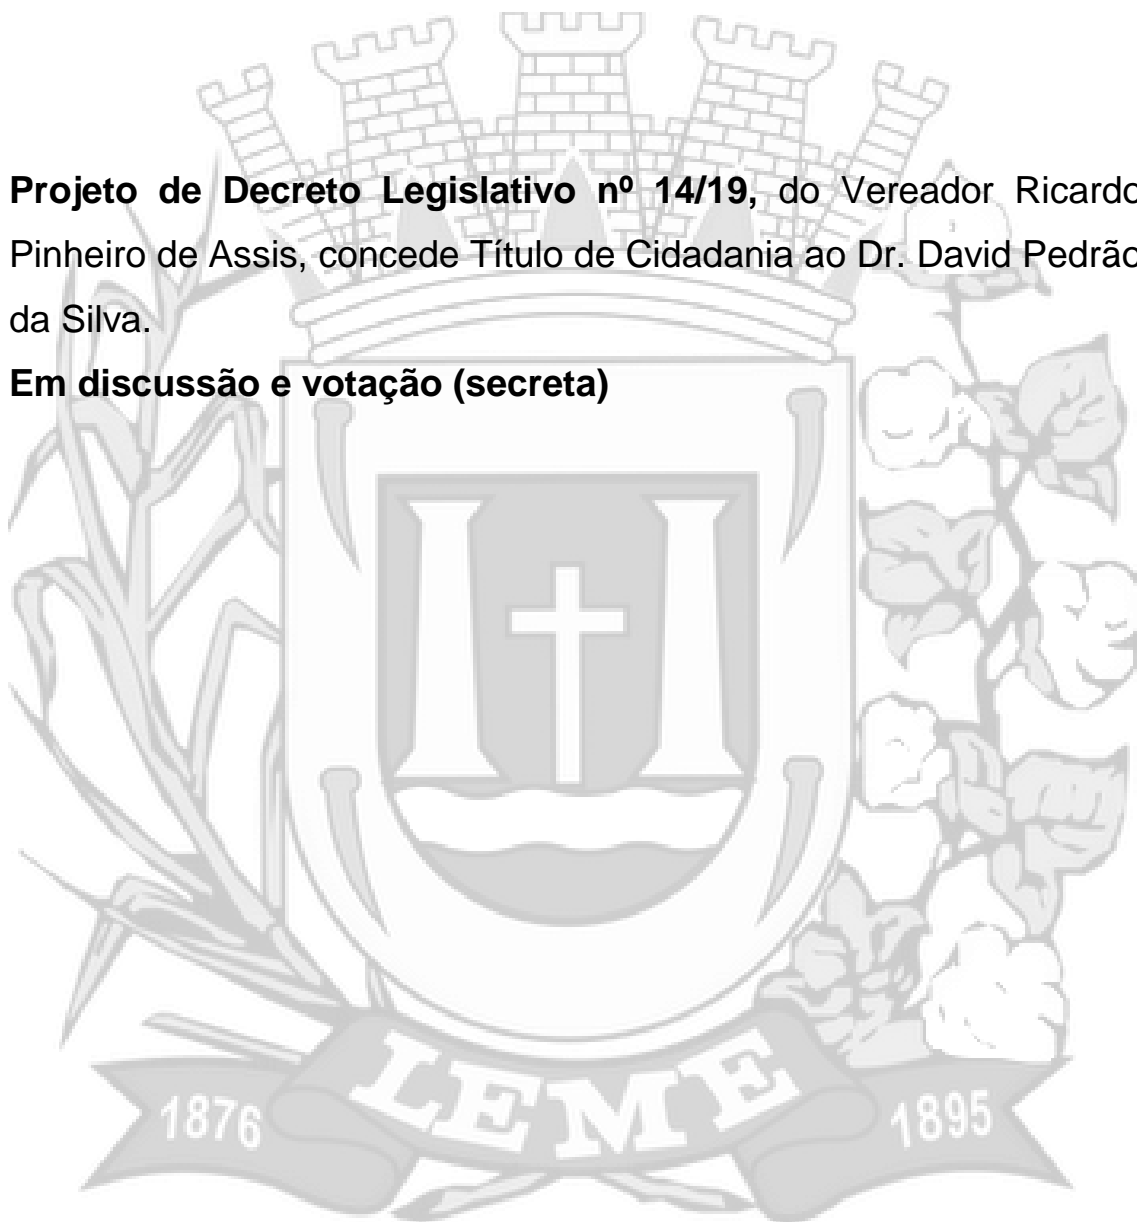 Projeto de Decreto Legislativo nº 14/19, do Vereador Ricardo
Pinheiro de Assis, concede Título de Cidadania ao Dr. David Pedrão
da Silva.
Em discussão e votação (secreta)
1876 LEME 1895